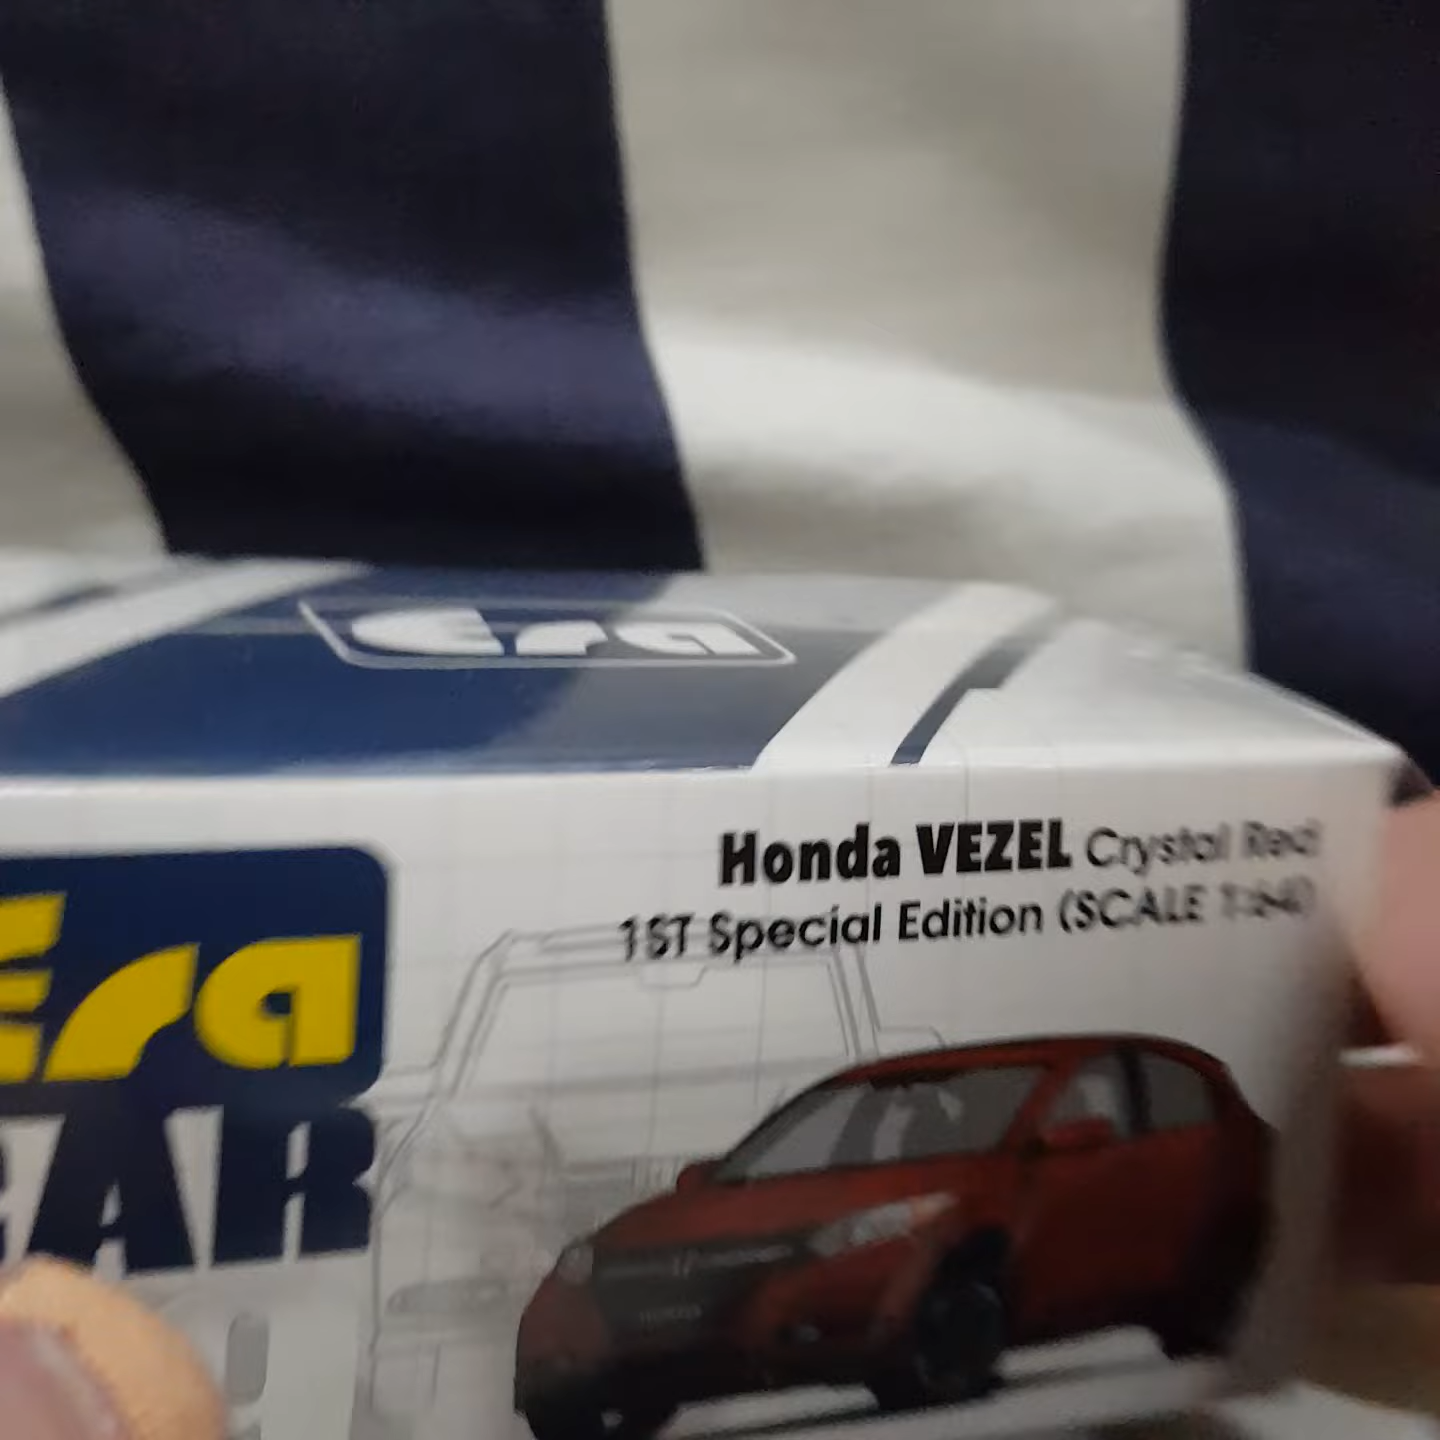 Era
Honda VEZEL Crystal Red
1ST Special Edition (SCALE 1:64)
Era
CAR